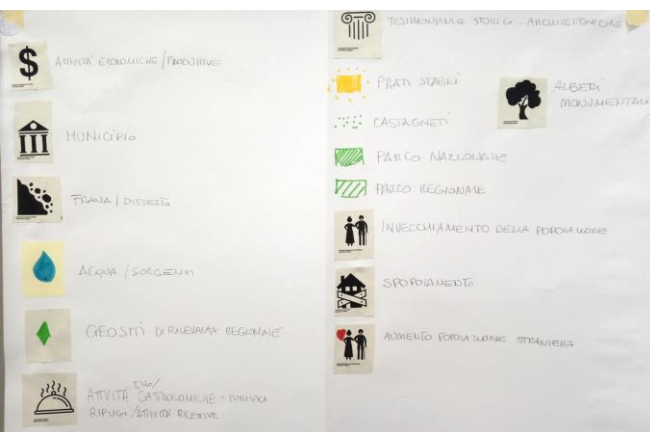 $ ATTIVITÀ ECONOMICHE / PRODUTTIVE
MUNICIPIO
FRANA / DISSESTO
ACQUA / SORGENTI
GEOSITI DI RILEVANZA REGIONALE
ENO/
ATTIVITÀ GASTRONOMICHE -
RIFUGI / ATTIVITÀ RICETTIVE
TESTIMONIANZE STORICO - ARCHITETTONICHE
PRATI STABILI
ALBERI
MONUMENTALI
CASTAGNETI
PARCO NAZIONALE
PARCO REGIONALE
INVECCHIAMENTO DELLA POPOLAZIONE
SPOPOLAMENTO
AUMENTO POPOLAZIONE STRANIERA